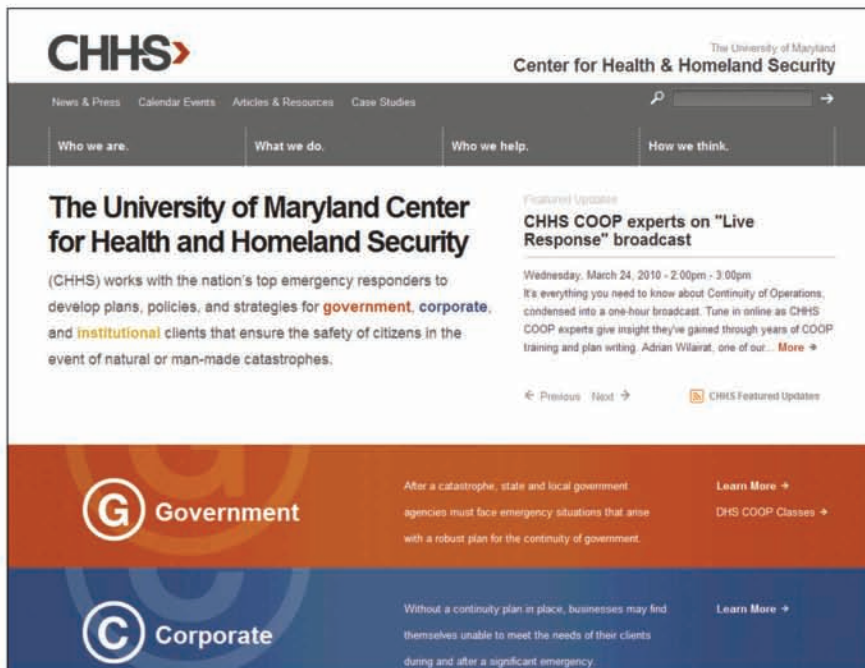 CHHS
The University of Maryland
Center for Health & Homeland Security
News & Press Calendar Events Articles & Resources Case Studies
Who we are. What we do. Who we help. How we think.
The University of Maryland Center
for Health and Homeland Security
(CHHS) works with the nation's top emergency responders to
develop plans, policies, and strategies for government, corporate,
and institutional clients that ensure the safety of citizens in the
event of natural or man-made catastrophes.
Featured Updates
CHHS COOP experts on "Live
Response" broadcast
Wednesday, March 24, 2010 - 2:00pm - 3:00pm
It's everything you need to know about Continuity of Operations,
condensed into a one-hour broadcast. Tune in online as CHHS
COOP experts give insight they've gained through years of COOP
training and plan writing. Adrian Wilairat, one of our... More →
← Previous Next → CHHS Featured Updates
G Government
After a catastrophe, state and local government
agencies must face emergency situations that arise
with a robust plan for the continuity of government.
Learn More →
DHS COOP Classes →
C Corporate
Without a continuity plan in place, businesses may find
themselves unable to meet the needs of their clients
during and after a significant emergency.
Learn More →